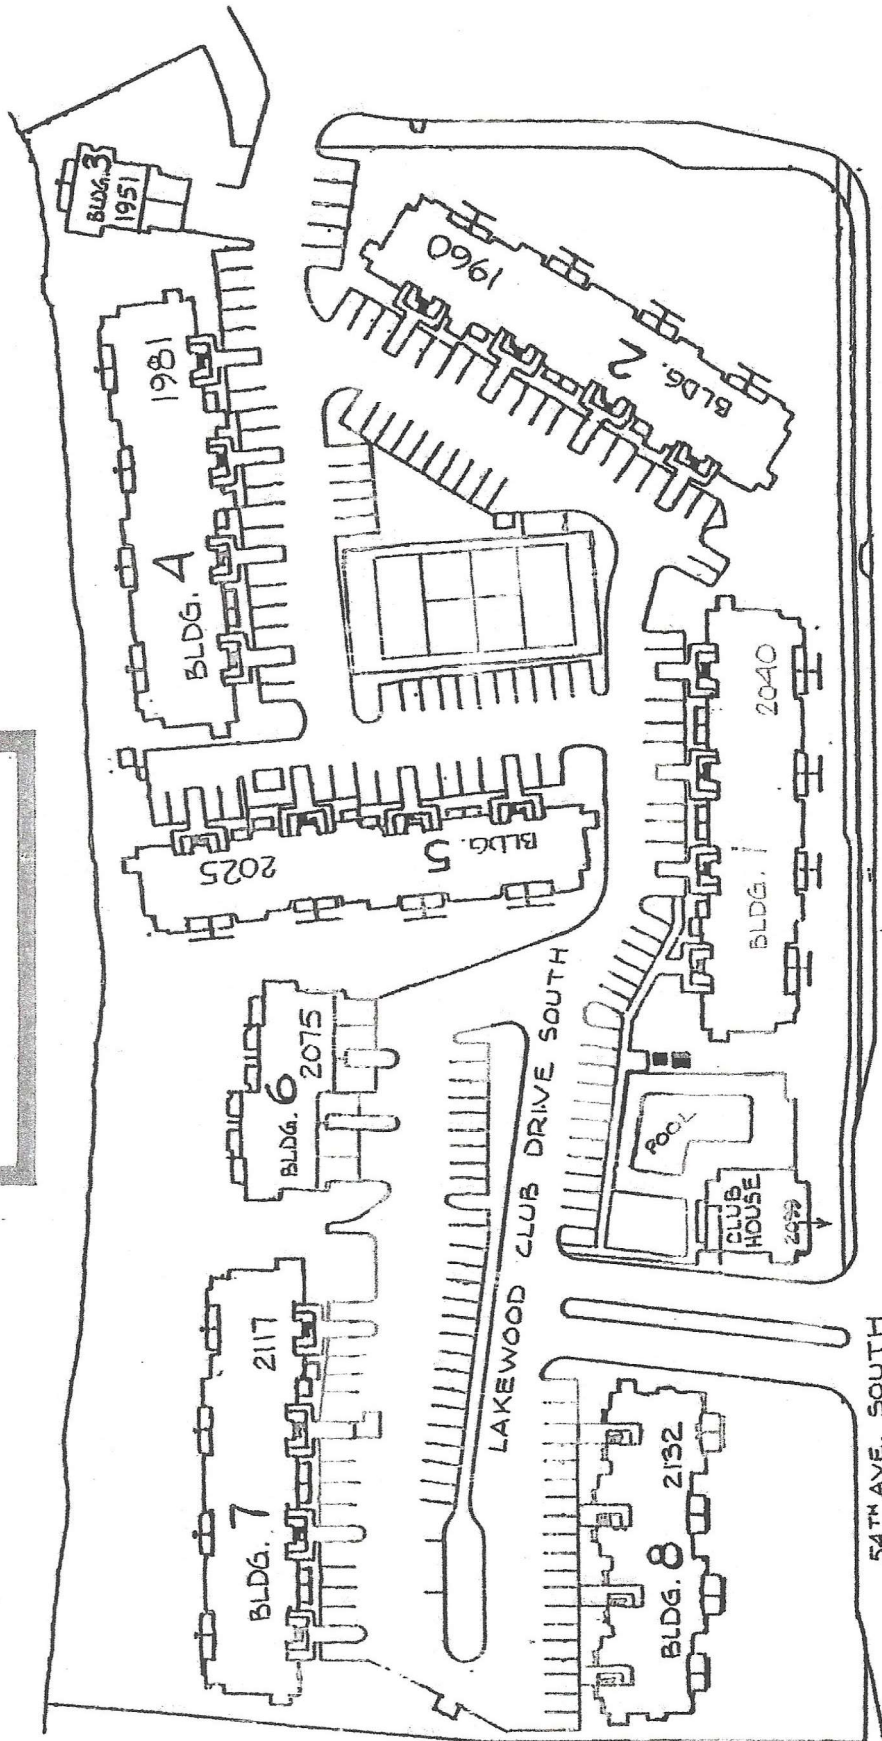 BLDG. 3
1951
1981
BLDG. 4
1960
BLDG. 2
2025
BLDG. 5
2040
BLDG. 1
BLDG. 6
2075
LAKEWOOD CLUB DRIVE SOUTH
POOL
CLUB
HOUSE
2117
BLDG. 7
2132
BLDG. 8
54TH AVE. SOUTH